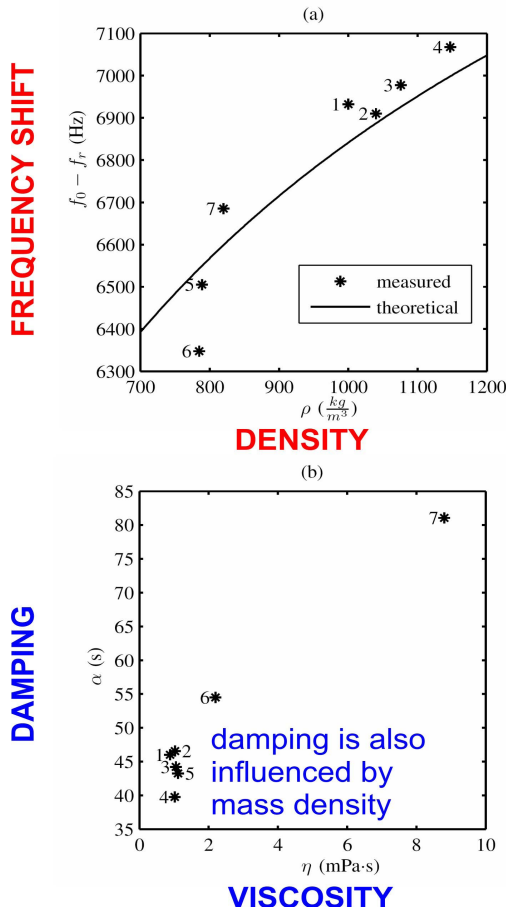 (a)
FREQUENCY SHIFT
f₀ − fᵣ (Hz)
7100
7000
6900
6800
6700
6600
6500
6400
6300
4
3
1
2
7
5
6
measured
theoretical
700 800 900 1000 1100 1200
ρ (kg/m³)
DENSITY
(b)
DAMPING
α (s)
85
80
75
70
65
60
55
50
45
40
35
7
6
1 2
3
5
4
damping is also
influenced by
mass density
0 2 4 6 8 10
η (mPa·s)
VISCOSITY